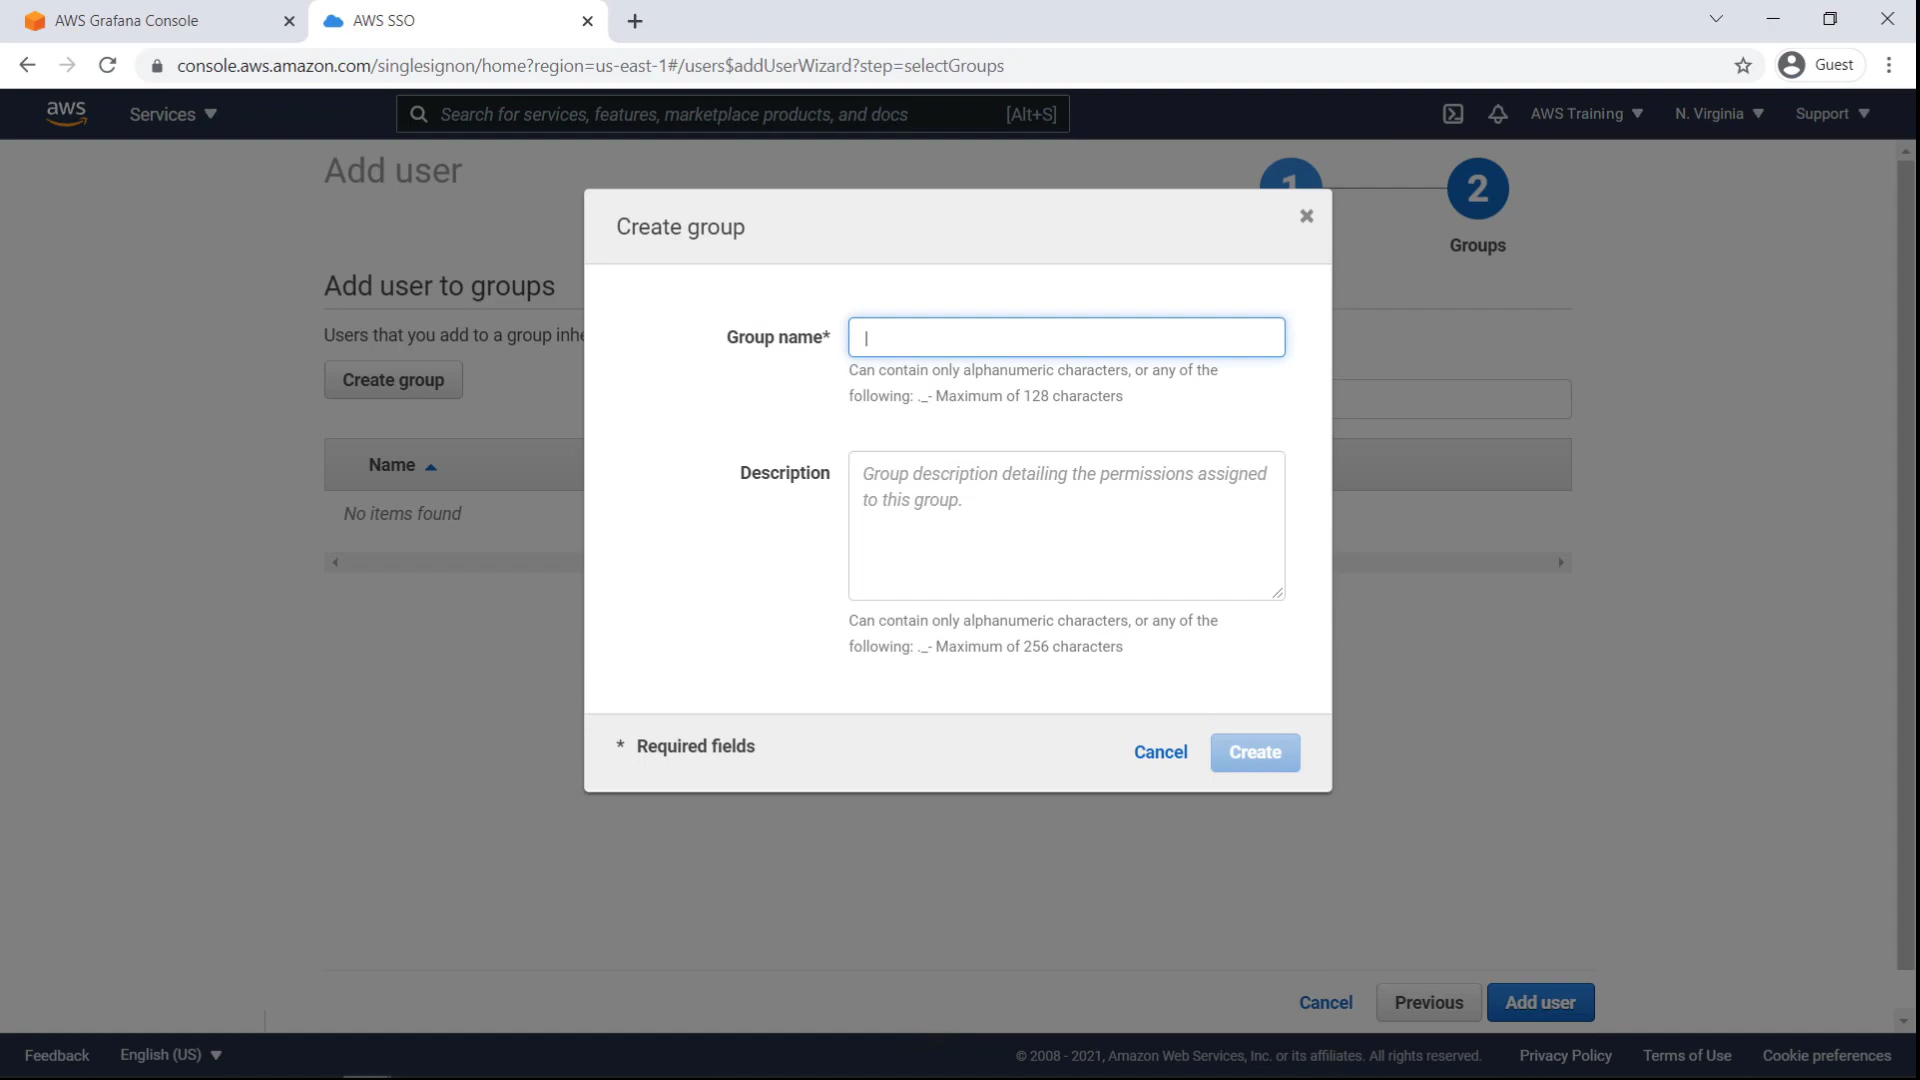 AWS Grafana Console
AWS SSO
console.aws.amazon.com/singlesignon/home?region=us-east-1#/users$addUserWizard?step=selectGroups
Guest
aws
Services
Search for services, features, marketplace products, and docs
[Alt+S]
AWS Training
N. Virginia
Support
Add user
1
2
Groups
Add user to groups
Users that you add to a group inhe
Create group
Name
No items found
Create group
Group name*
Can contain only alphanumeric characters, or any of the
following: ._- Maximum of 128 characters
Description
Group description detailing the permissions assigned
to this group.
Can contain only alphanumeric characters, or any of the
following: ._- Maximum of 256 characters
* Required fields
Cancel
Create
Cancel
Previous
Add user
Feedback
English (US)
© 2008 - 2021, Amazon Web Services, Inc. or its affiliates. All rights reserved.
Privacy Policy
Terms of Use
Cookie preferences